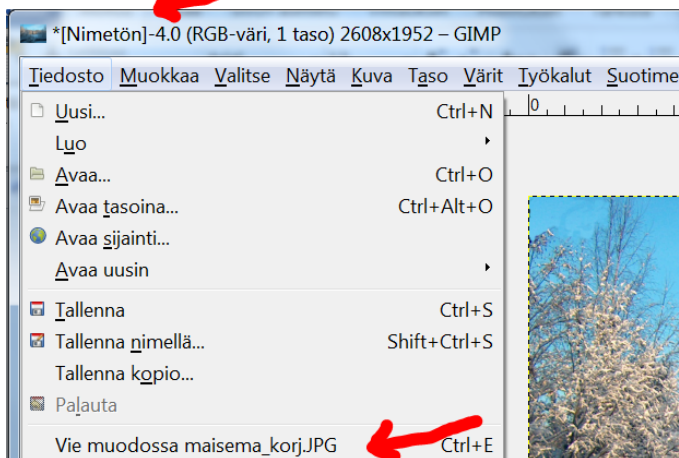 *[Nimetön]-4.0 (RGB-väri, 1 taso) 2608x1952 – GIMP
Tiedosto Muokkaa Valitse Näytä Kuva Taso Värit Työkalut Suotime
Uusi... Ctrl+N
0
Luo
Avaa... Ctrl+O
Avaa tasoina... Ctrl+Alt+O
Avaa sijainti...
Avaa uusin
Tallenna Ctrl+S
Tallenna nimellä... Shift+Ctrl+S
Tallenna kopio...
Palauta
Vie muodossa maisema_korj.JPG Ctrl+E